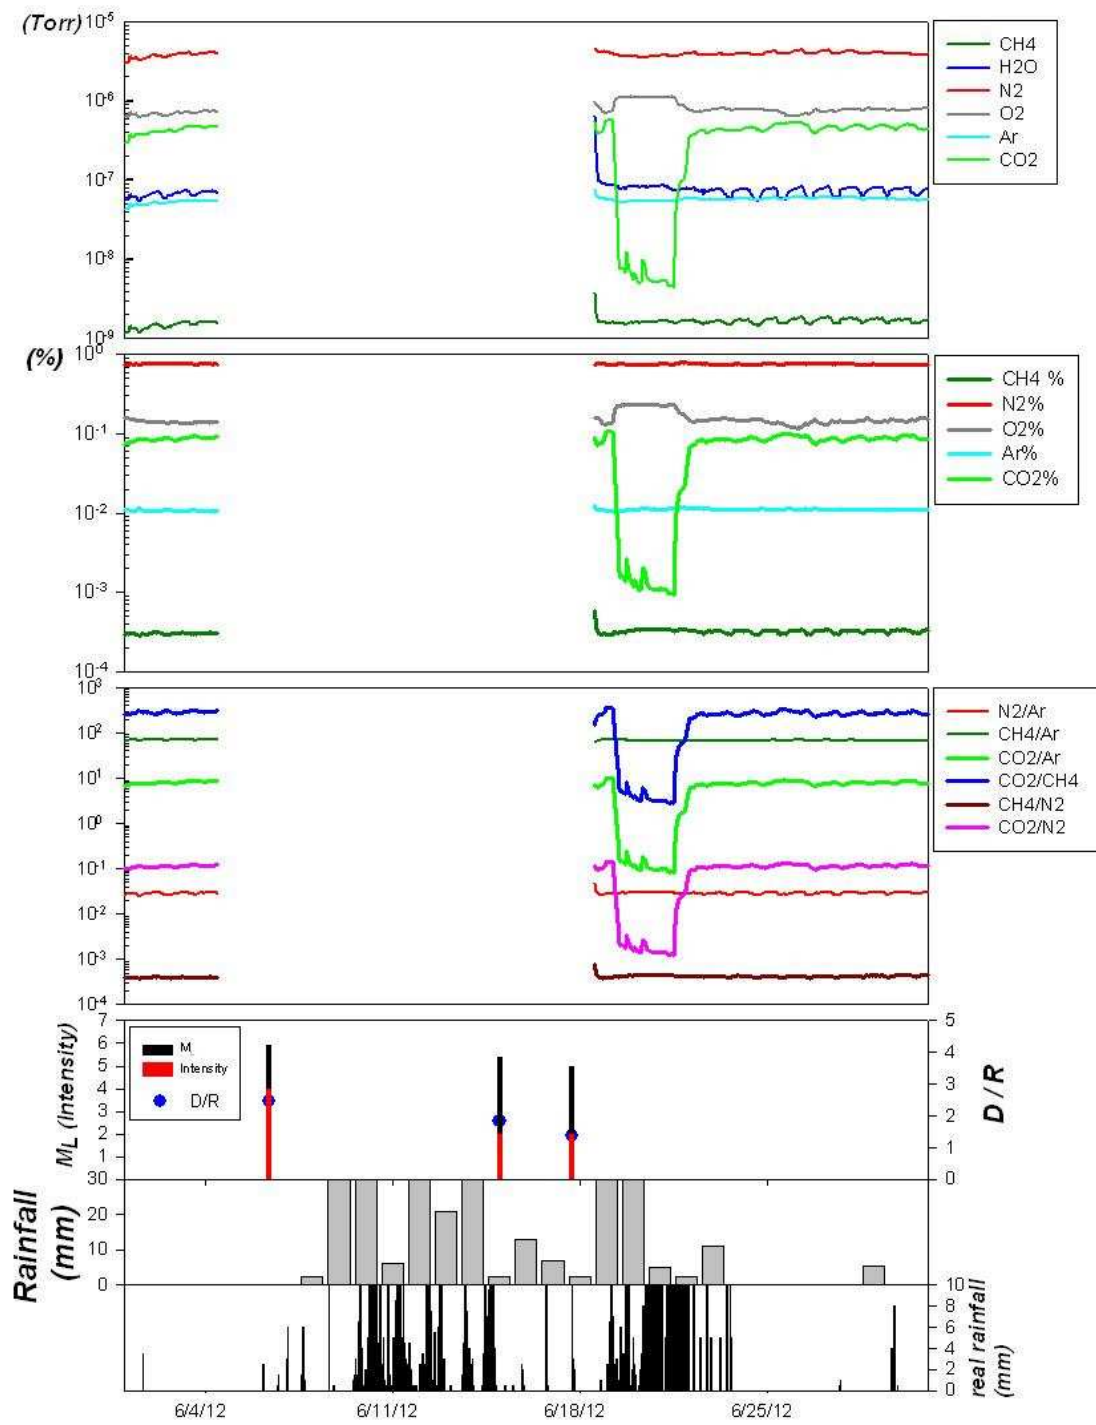 (Torr)
10-5
10-6
10-7
10-8
10-9
CH4
H2O
N2
O2
Ar
CO2
(%)
100
10-1
10-2
10-3
10-4
CH4 %
N2%
O2%
Ar%
CO2%
103
102
101
100
10-1
10-2
10-3
10-4
N2/Ar
CH4/Ar
CO2/Ar
CO2/CH4
CH4/N2
CO2/N2
ML (Intensity)
7
6
5
4
3
2
1
M
Intensity
D/R
5
4
3
2
1
0
D / R
Rainfall
(mm)
30
20
10
0
10
8
6
4
2
0
real rainfall
(mm)
6/4/12 6/11/12 6/18/12 6/25/12